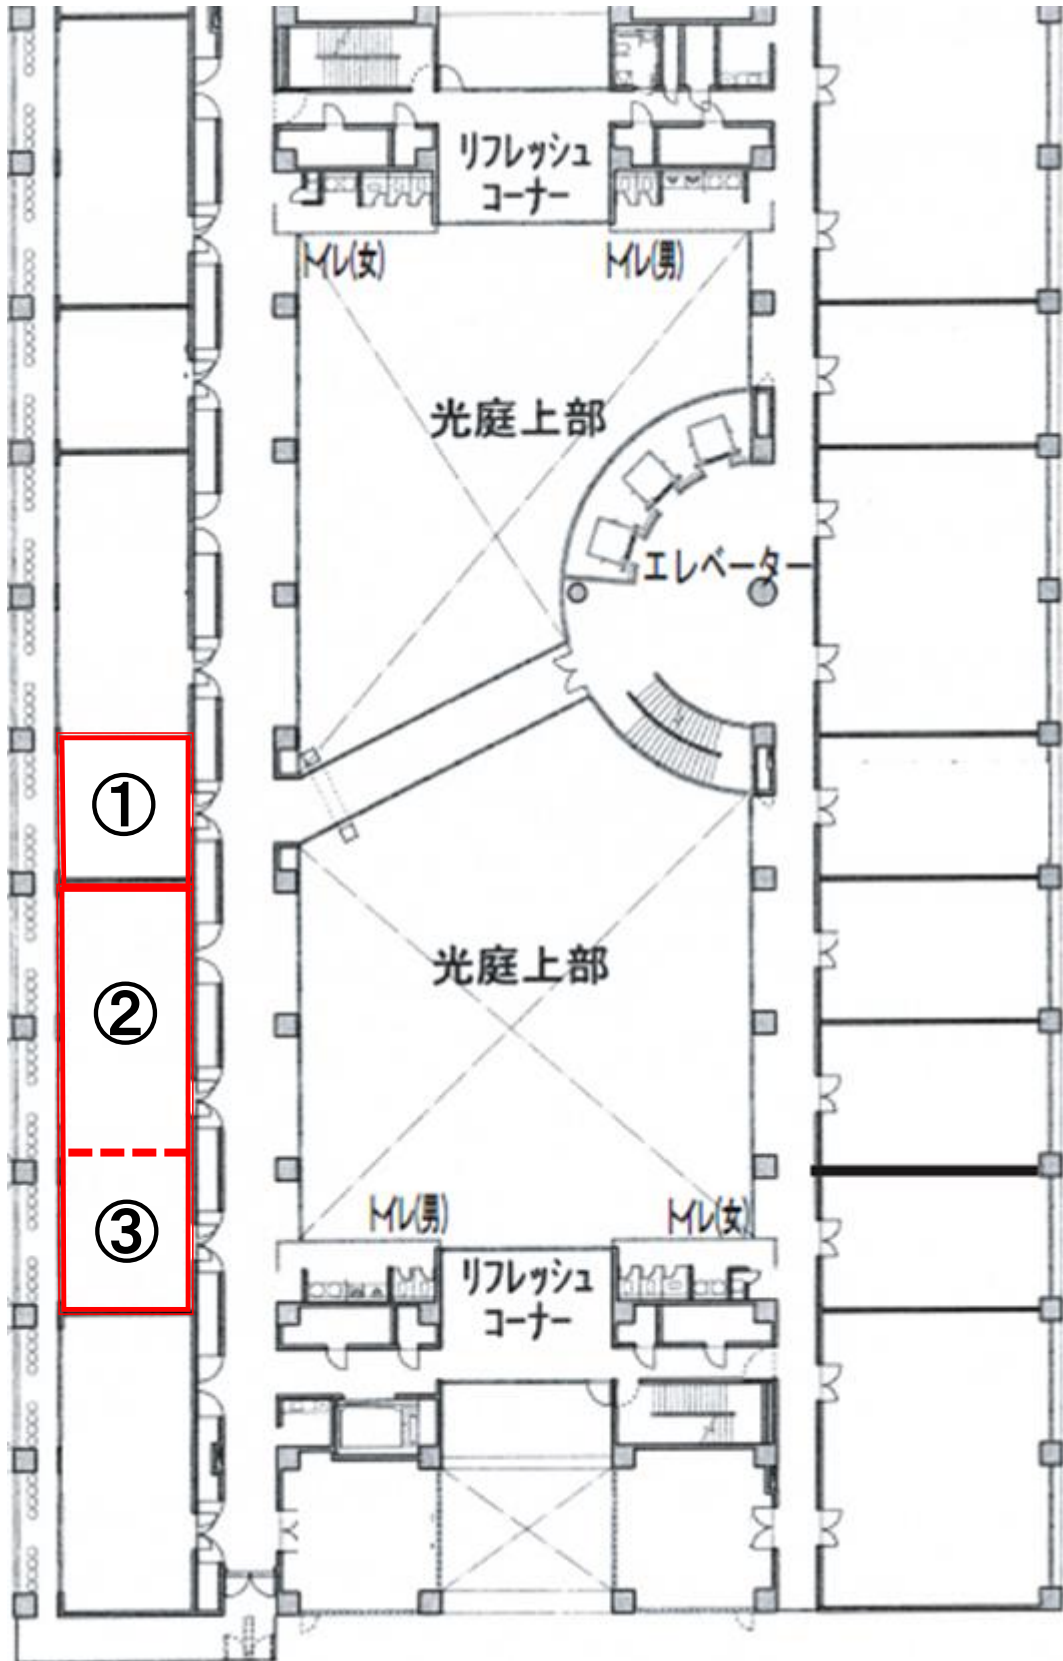 リフレッシュ
コーナー
トイレ(女)
トイレ(男)
光庭上部
エレベーター
①
②
光庭上部
③
トイレ(男)
トイレ(女)
リフレッシュ
コーナー